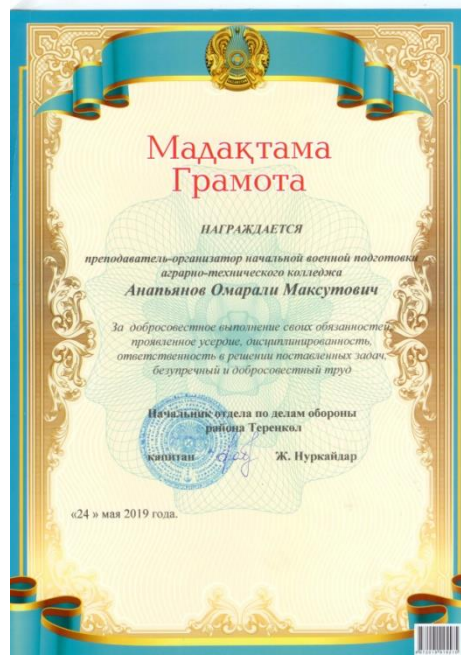 Мадақтама
Грамота
НАГРАЖДАЕТСЯ
преподаватель-организатор начальной военной подготовки
аграрно-технического колледжа
Анапьянов Омарали Максутович
За добросовестное выполнение своих обязанностей,
проявленное усердие, дисциплинированность,
ответственность в решении поставленных задач,
безупречный и добросовестный труд
Начальник отдела по делам обороны
района Теренкол
капитан Ж. Нуркайдар
«24 » мая 2019 года.